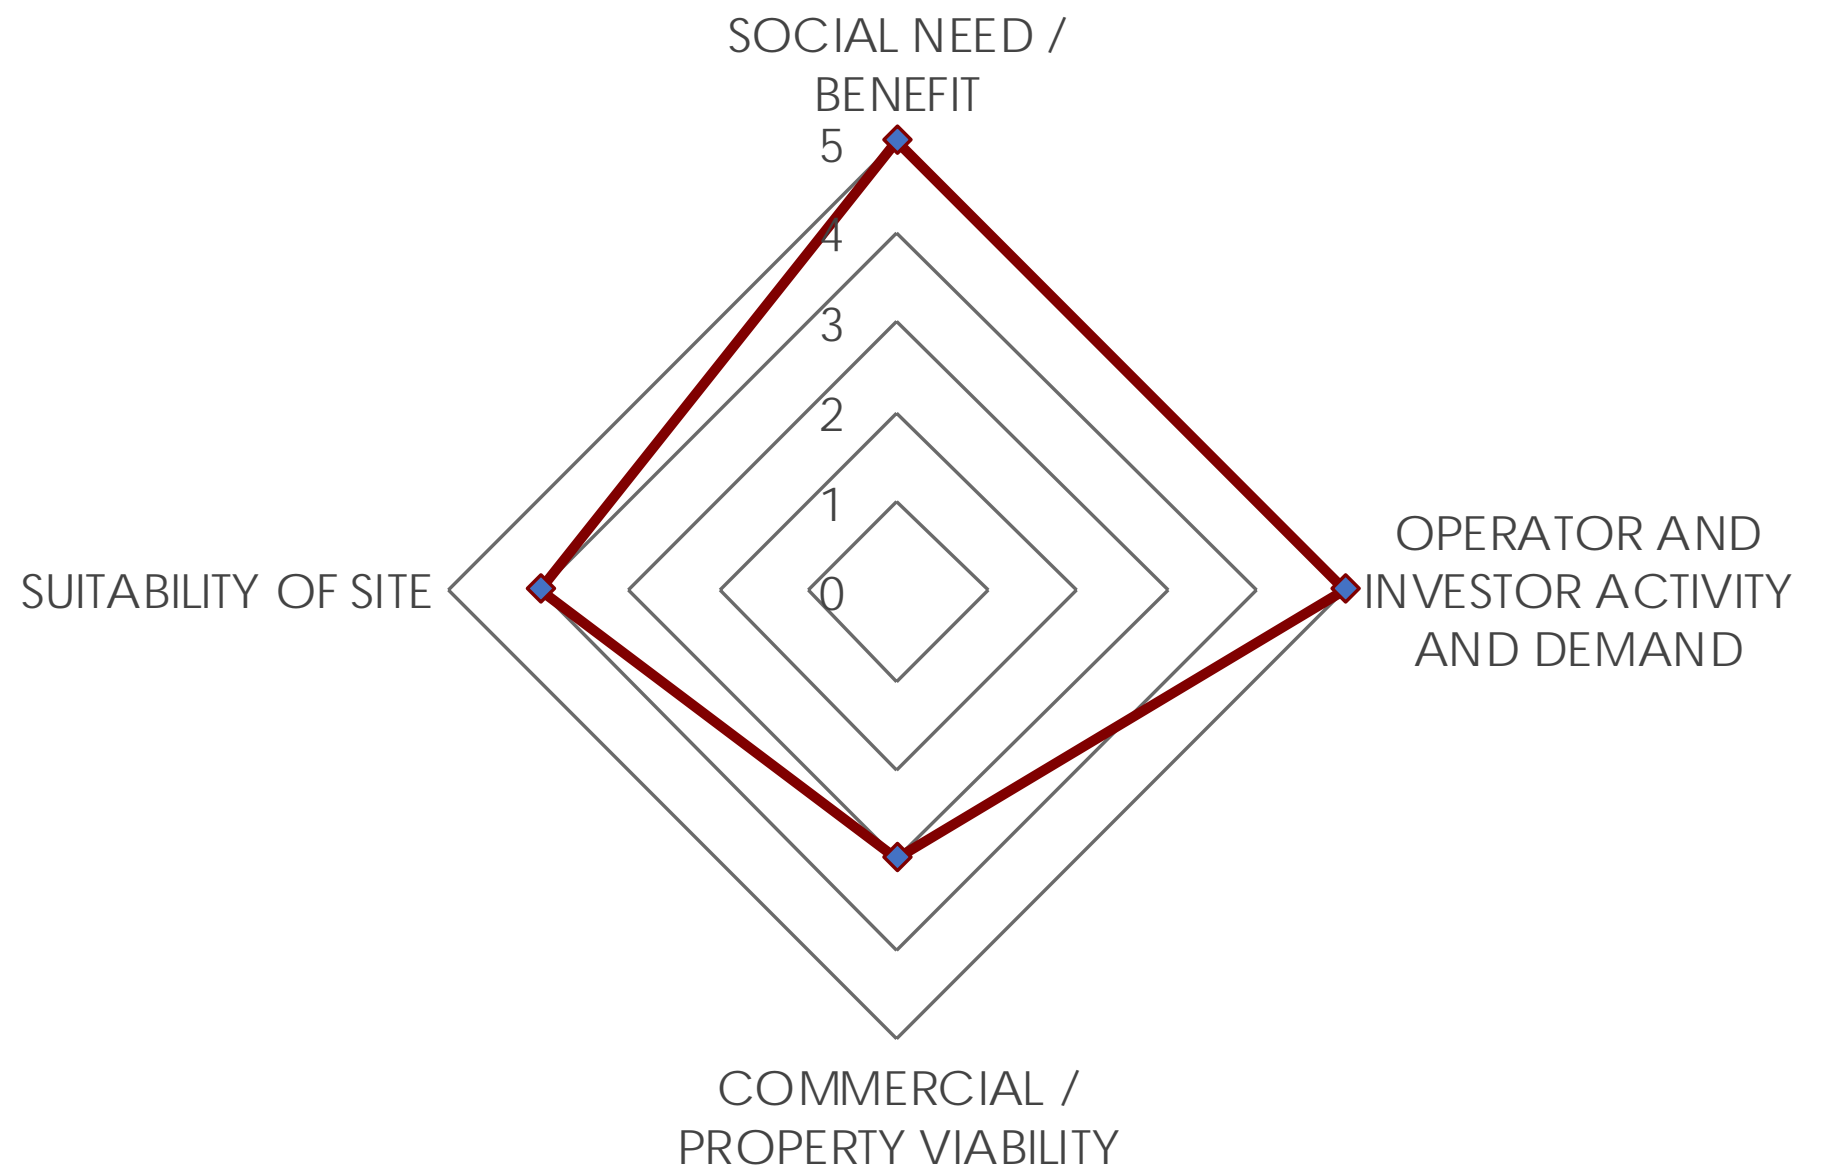 SOCIAL NEED /
BENEFIT
5
4
3
2
1
0
OPERATOR AND
INVESTOR ACTIVITY
AND DEMAND
SUITABILITY OF SITE
COMMERCIAL /
PROPERTY VIABILITY